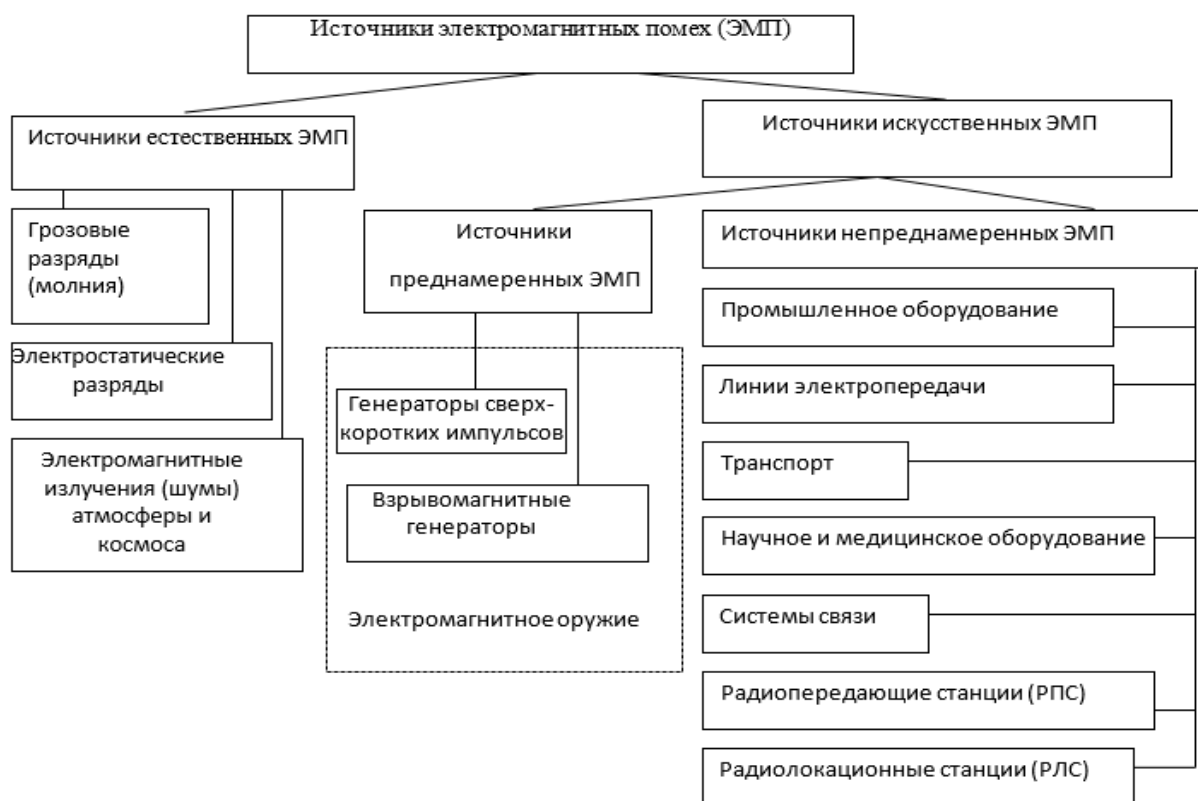 Источники электромагнитных помех (ЭМП)
Источники естественных ЭМП
Грозовые
разряды
(молния)
Электростатические
разряды
Электромагнитные
излучения (шумы)
атмосферы и
космоса
Источники искусственных ЭМП
Источники
преднамеренных ЭМП
Генераторы сверх-
коротких импульсов
Взрывомагнитные
генераторы
Электромагнитное оружие
Источники непреднамеренных ЭМП
Промышленное оборудование
Линии электропередачи
Транспорт
Научное и медицинское оборудование
Системы связи
Радиопередающие станции (РПС)
Радиолокационные станции (РЛС)